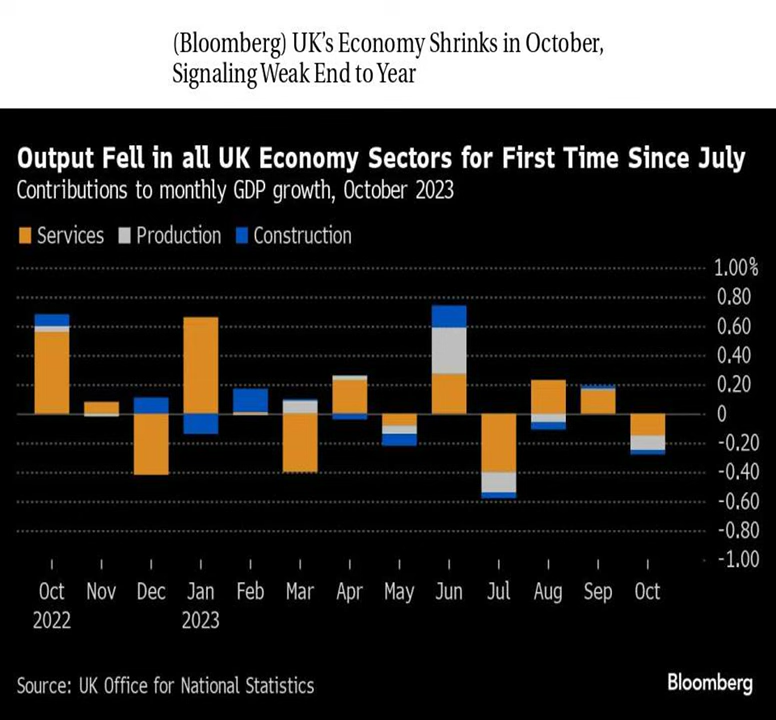 (Bloomberg) UK's Economy Shrinks in October,
Signaling Weak End to Year
Output Fell in all UK Economy Sectors for First Time Since July
Contributions to monthly GDP growth, October 2023
Services Production Construction
1.00%
0.80
0.60
0.40
0.20
0
-0.20
-0.40
-0.60
-0.80
-1.00
Oct Nov Dec Jan Feb Mar Apr May Jun Jul Aug Sep Oct
2022 2023
Source: UK Office for National Statistics
Bloomberg